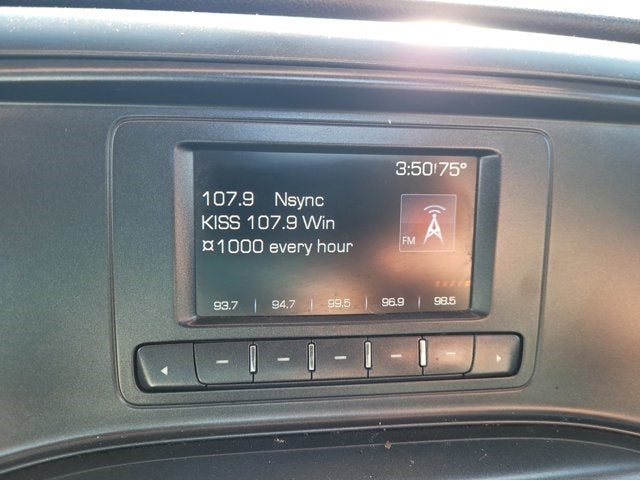 3:50 75°
107.9 Nsync
KISS 107.9 Win
¤1000 every hour
FM
93.7 94.7 99.5 96.9 98.5